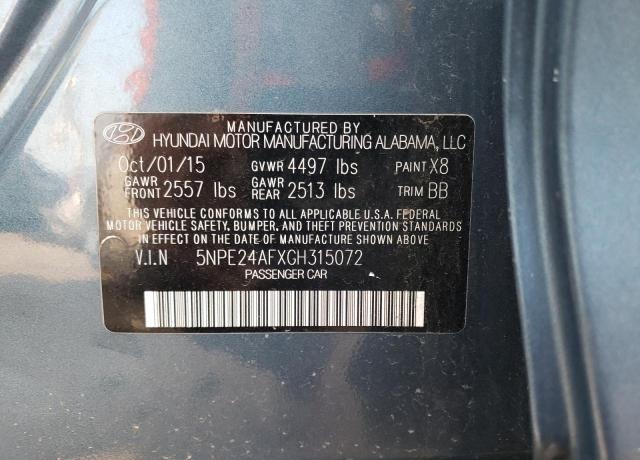 MANUFACTURED BY
HYUNDAI MOTOR MANUFACTURING ALABAMA, LLC
Oct/01/15 GVWR 4497 lbs PAINT X8
GAWR FRONT 2557 lbs GAWR REAR 2513 lbs TRIM BB
THIS VEHICLE CONFORMS TO ALL APPLICABLE U.S.A. FEDERAL
MOTOR VEHICLE SAFETY, BUMPER, AND THEFT PREVENTION STANDARDS
IN EFFECT ON THE DATE OF MANUFACTURE SHOWN ABOVE.
V.I.N 5NPE24AFXGH315072
PASSENGER CAR